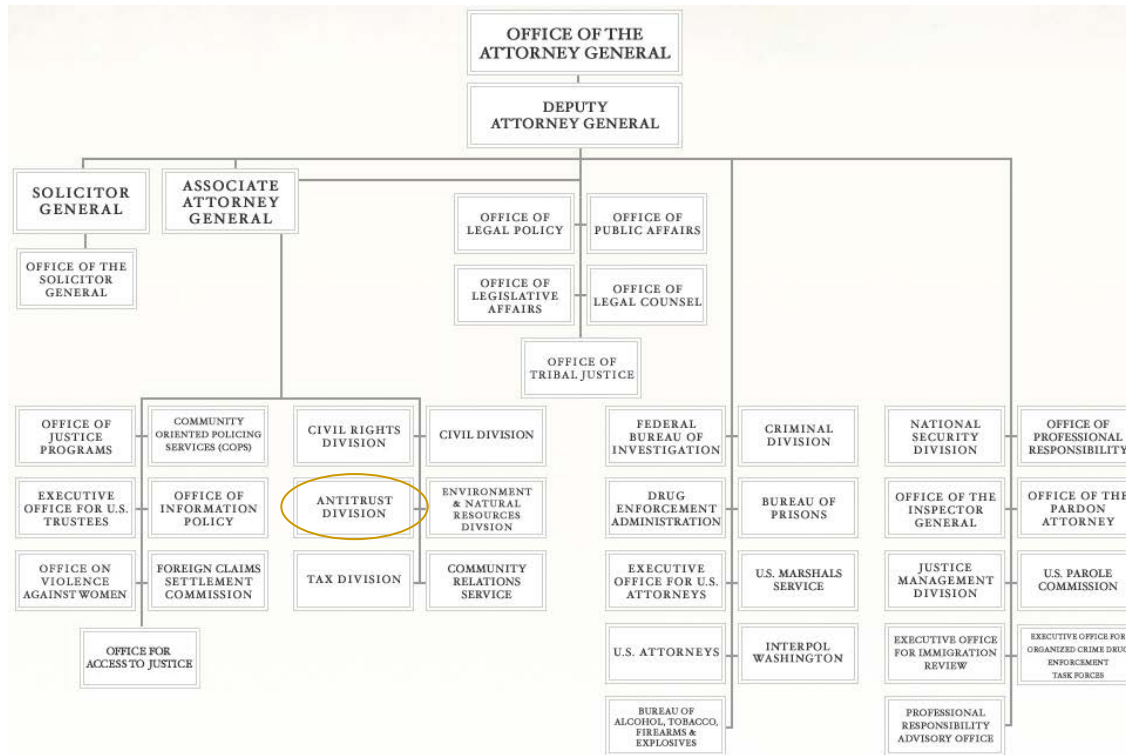 OFFICE OF THE
ATTORNEY GENERAL
DEPUTY
ATTORNEY GENERAL
SOLICITOR
GENERAL
ASSOCIATE
ATTORNEY
GENERAL
OFFICE OF THE
SOLICITOR
GENERAL
OFFICE OF
LEGAL POLICY
OFFICE OF
PUBLIC AFFAIRS
OFFICE OF
LEGISLATIVE
AFFAIRS
OFFICE OF
LEGAL COUNSEL
OFFICE OF
TRIBAL JUSTICE
OFFICE OF
JUSTICE
PROGRAMS
COMMUNITY
ORIENTED POLICING
SERVICES (COPS)
CIVIL RIGHTS
DIVISION
CIVIL DIVISION
FEDERAL
BUREAU OF
INVESTIGATION
CRIMINAL
DIVISION
NATIONAL
SECURITY
DIVISION
OFFICE OF
PROFESSIONAL
RESPONSIBILITY
EXECUTIVE
OFFICE FOR U.S.
TRUSTEES
OFFICE OF
INFORMATION
POLICY
ANTITRUST
DIVISION
ENVIRONMENT
& NATURAL
RESOURCES
DIVSION
DRUG
ENFORCEMENT
ADMINISTRATION
BUREAU OF
PRISONS
OFFICE OF THE
INSPECTOR
GENERAL
OFFICE OF THE
PARDON
ATTORNEY
OFFICE ON
VIOLENCE
AGAINST WOMEN
FOREIGN CLAIMS
SETTLEMENT
COMMISSION
TAX DIVISION
COMMUNITY
RELATIONS
SERVICE
EXECUTIVE
OFFICE FOR U.S.
ATTORNEYS
U.S. MARSHALS
SERVICE
JUSTICE
MANAGEMENT
DIVISION
U.S. PAROLE
COMMISSION
OFFICE FOR
ACCESS TO JUSTICE
U.S. ATTORNEYS
INTERPOL
WASHINGTON
EXECUTIVE OFFICE
FOR IMMIGRATION
REVIEW
EXECUTIVE OFFICE FOR
ORGANIZED CRIME DRUG
ENFORCEMENT
TASK FORCES
BUREAU OF
ALCOHOL, TOBACCO,
FIREARMS &
EXPLOSIVES
PROFESSIONAL
RESPONSIBILITY
ADVISORY OFFICE